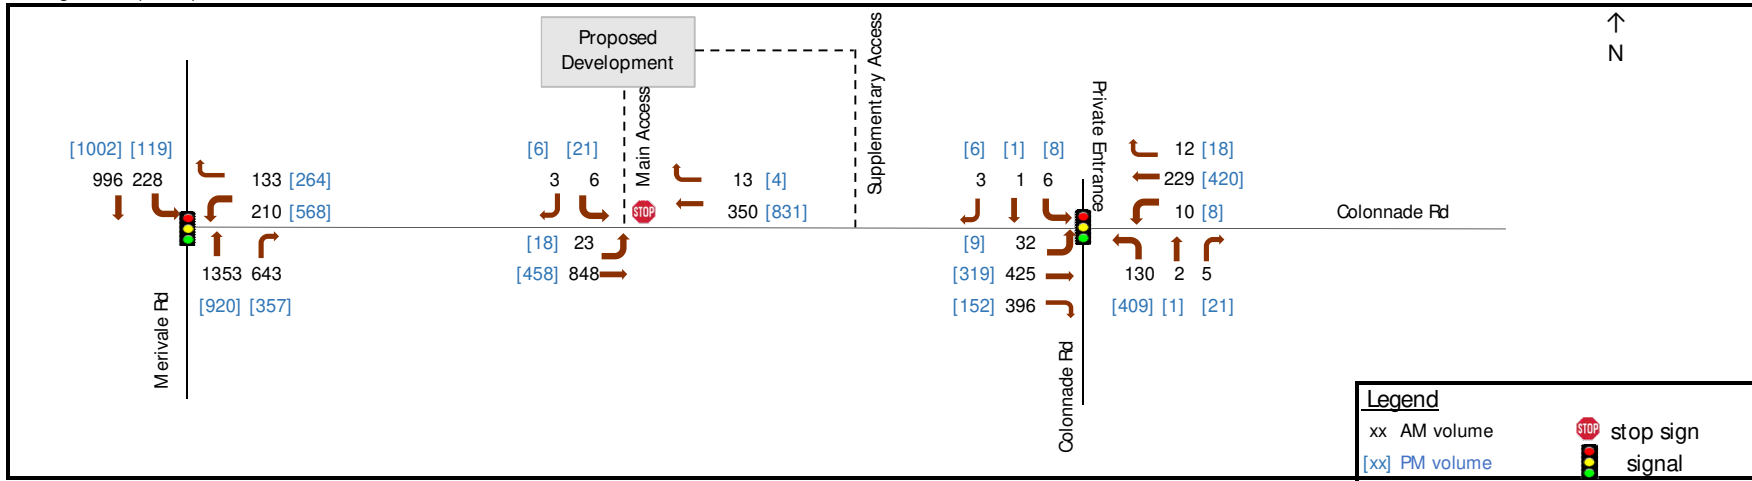 Proposed
Development
Main Access
Supplementary Access
Private Entrance
↑
N
[1002] [119]
996 228
133 [264]
210 [568]
1353 643
[920] [357]
Merivale Rd
[6] [21]
3 6
13 [4]
350 [831]
STOP
[18] 23
[458] 848
[6] [1] [8]
3 1 6
12 [18]
229 [420]
10 [8]
Colonnade Rd
[9] 32
[319] 425
[152] 396
130 2 5
[409] [1] [21]
Colonnade Rd
Legend
xx AM volume
[xx] PM volume
STOP stop sign
signal